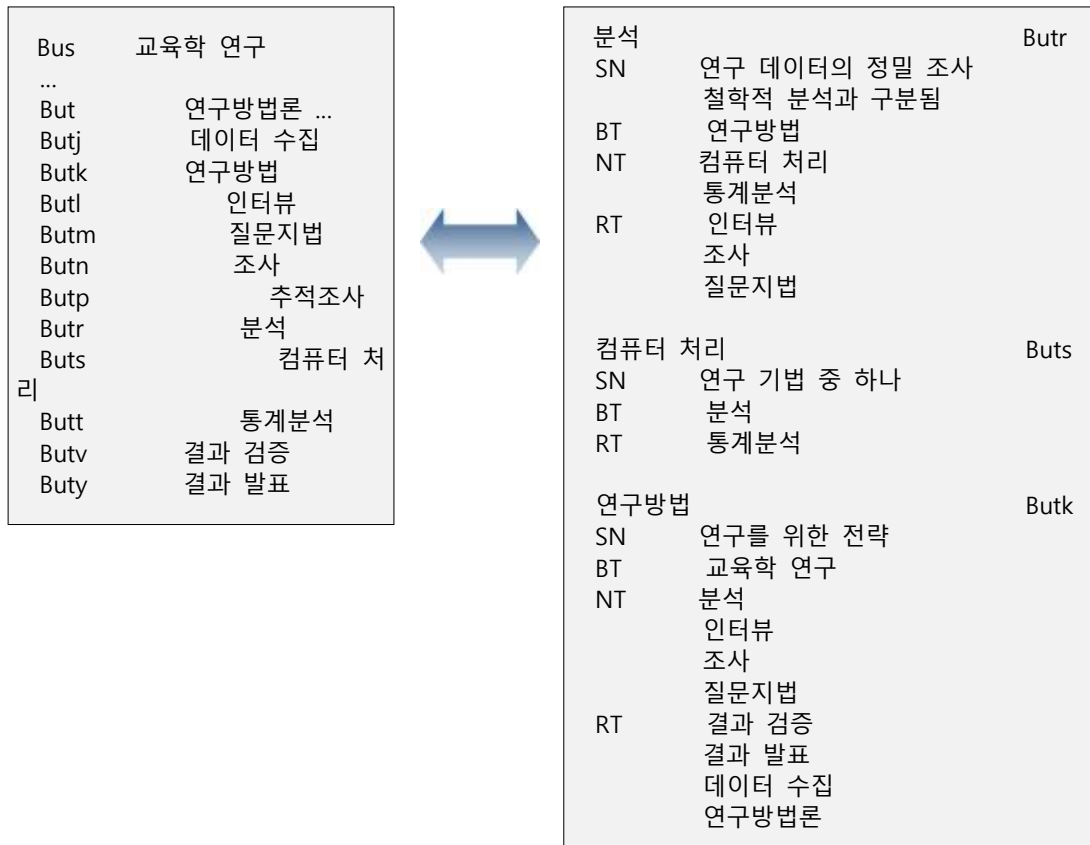 Bus 교육학 연구
...
But 연구방법론 ...
Butj 데이터 수집
Butk 연구방법
Butl 인터뷰
Butm 질문지법
Butn 조사
Butp 추적조사
Butr 분석
Buts 컴퓨터 처
리
Butt 통계분석
Butv 결과 검증
Buty 결과 발표
분석 Butr
SN 연구 데이터의 정밀 조사
철학적 분석과 구분됨
BT 연구방법
NT 컴퓨터 처리
통계분석
RT 인터뷰
조사
질문지법
컴퓨터 처리 Buts
SN 연구 기법 중 하나
BT 분석
RT 통계분석
연구방법 Butk
SN 연구를 위한 전략
BT 교육학 연구
NT 분석
인터뷰
조사
질문지법
RT 결과 검증
결과 발표
데이터 수집
연구방법론